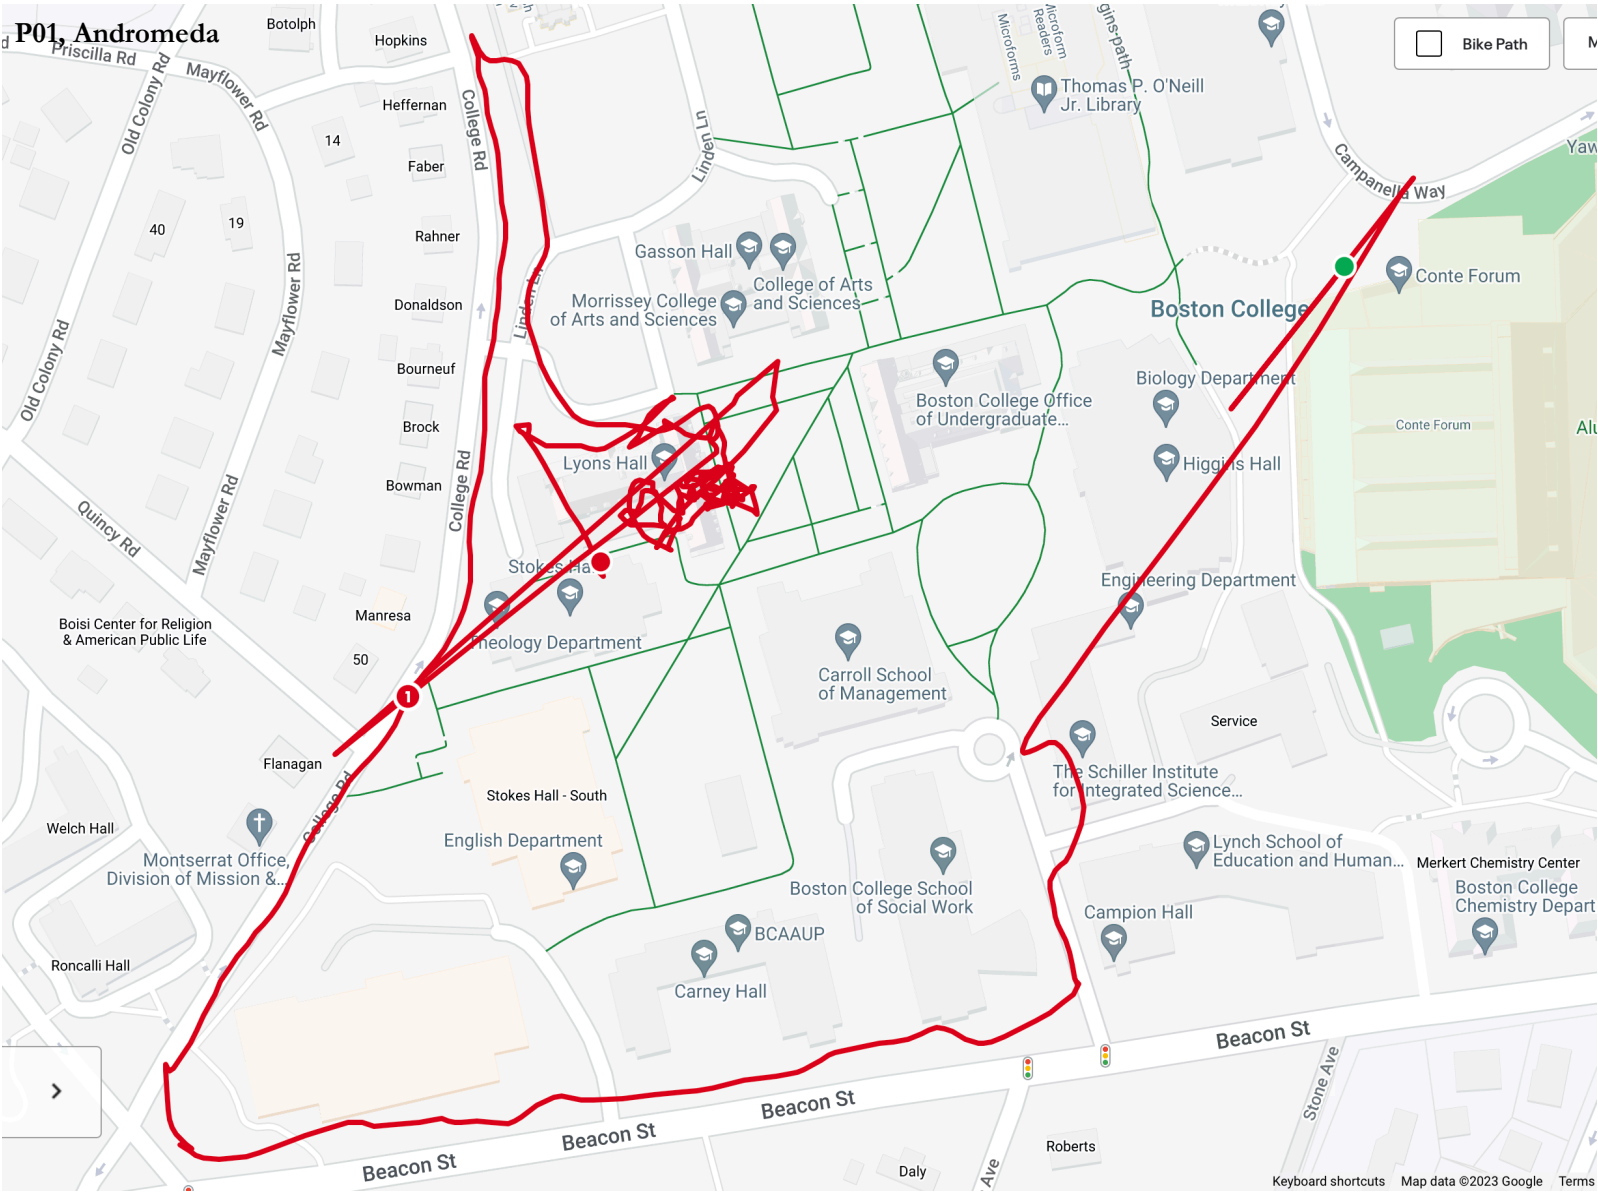 P01, Andromeda
Botolph
Hopkins
Priscilla Rd
Old Colony Rd
Mayflower Rd
Heffernan
College Rd
14
Faber
40
19
Rahner
Linden Ln
Microforms
Microform
Readers
Thomas P. O'Neill
Jr. Library
Bike Path
Campanella Way
Gasson Hall
College of Arts
and Sciences
Morrissey College
of Arts and Sciences
Donaldson
Mayflower Rd
Linden Ln
Boston College
Conte Forum
Old Colony Rd
Bourneuf
Brock
Boston College Office
of Undergraduate...
Biology Department
Conte Forum
Lyons Hall
Higgins Hall
Bowman
College Rd
Quincy Rd
Mayflower Rd
Engineering Department
Theology Department
Manresa
Boisi Center for Religion
& American Public Life
50
1
Carroll School
of Management
Flanagan
Service
The Schiller Institute
for Integrated Science...
Stokes Hall - South
English Department
College Rd
Welch Hall
Montserrat Office,
Division of Mission &...
Lynch School of
Education and Human...
Merkert Chemistry Center
Boston College
Chemistry Depart
Boston College School
of Social Work
Campion Hall
BCAAUP
Carney Hall
Roncalli Hall
Beacon St
Beacon St
Beacon St
Beacon St
Stone Ave
Roberts
Daly
Ave
Keyboard shortcuts
Map data ©2023 Google
Terms